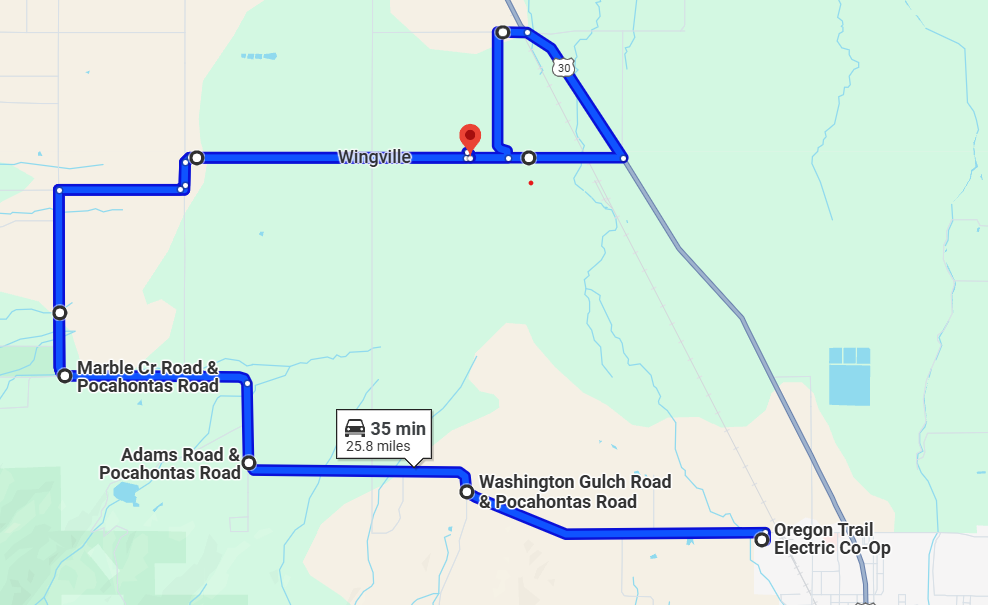 30
Wingville
Marble Cr Road &
Pocahontas Road
35 min
25.8 miles
Adams Road &
Pocahontas Road
Washington Gulch Road
& Pocahontas Road
Oregon Trail
Electric Co-Op